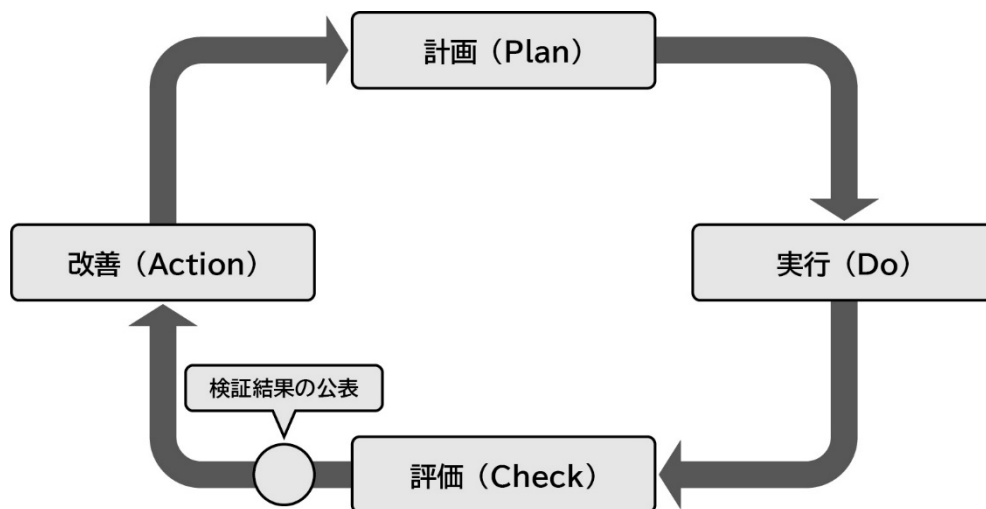 計画（Plan）
改善（Action）
実行（Do）
検証結果の公表
評価（Check）